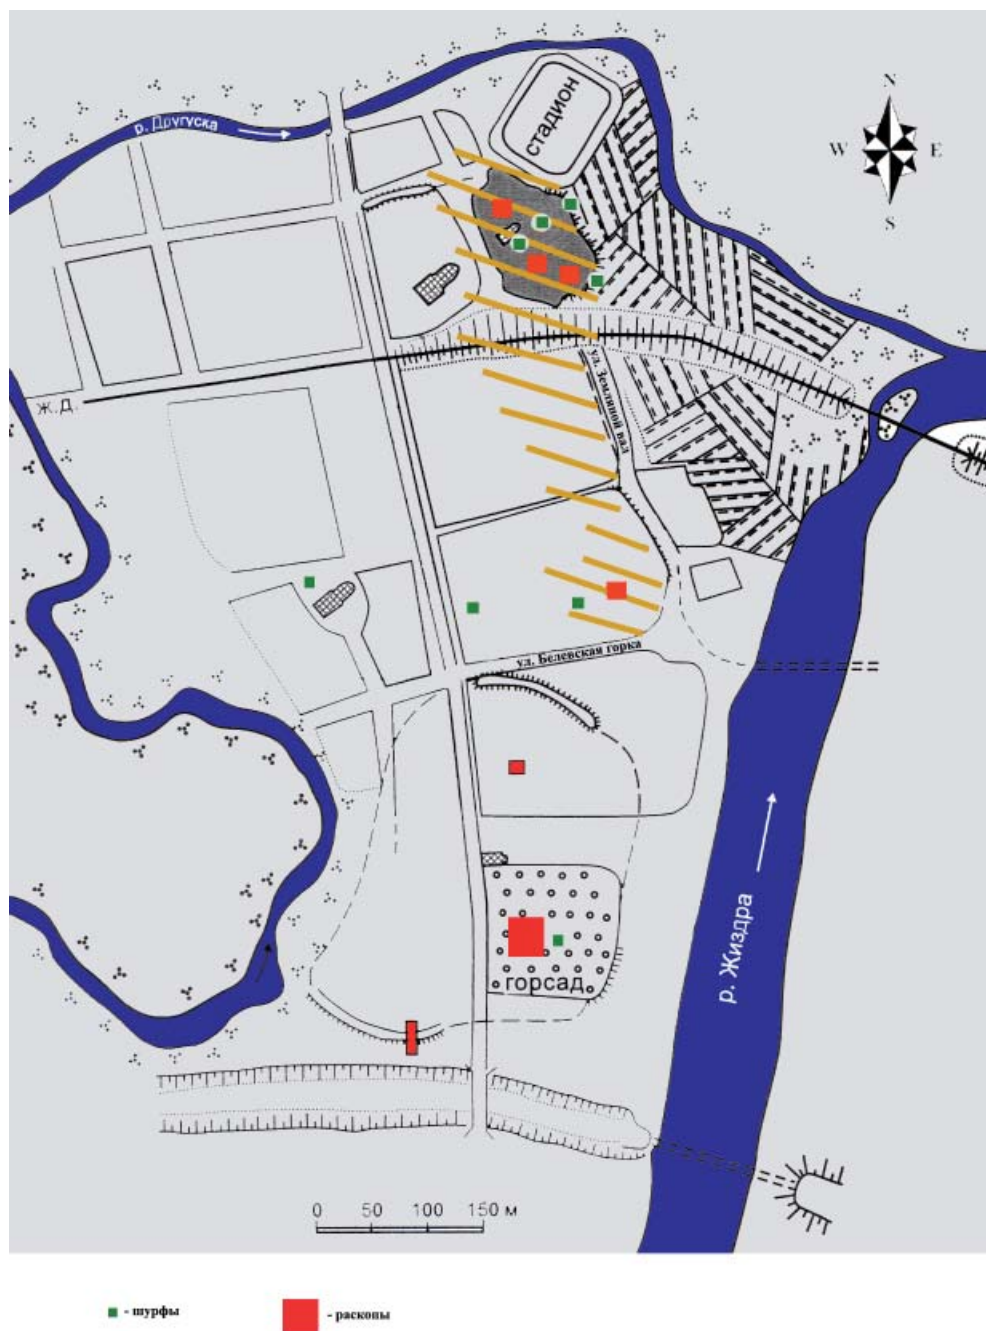 СТАДИОН
р. Другуска
N
W E
S
ул. Земляной вал
Ж.Д.
ул. Белевская горка
р. Жиздра
ГОРСАД
0 50 100 150 м
- шурфы
- раскопы